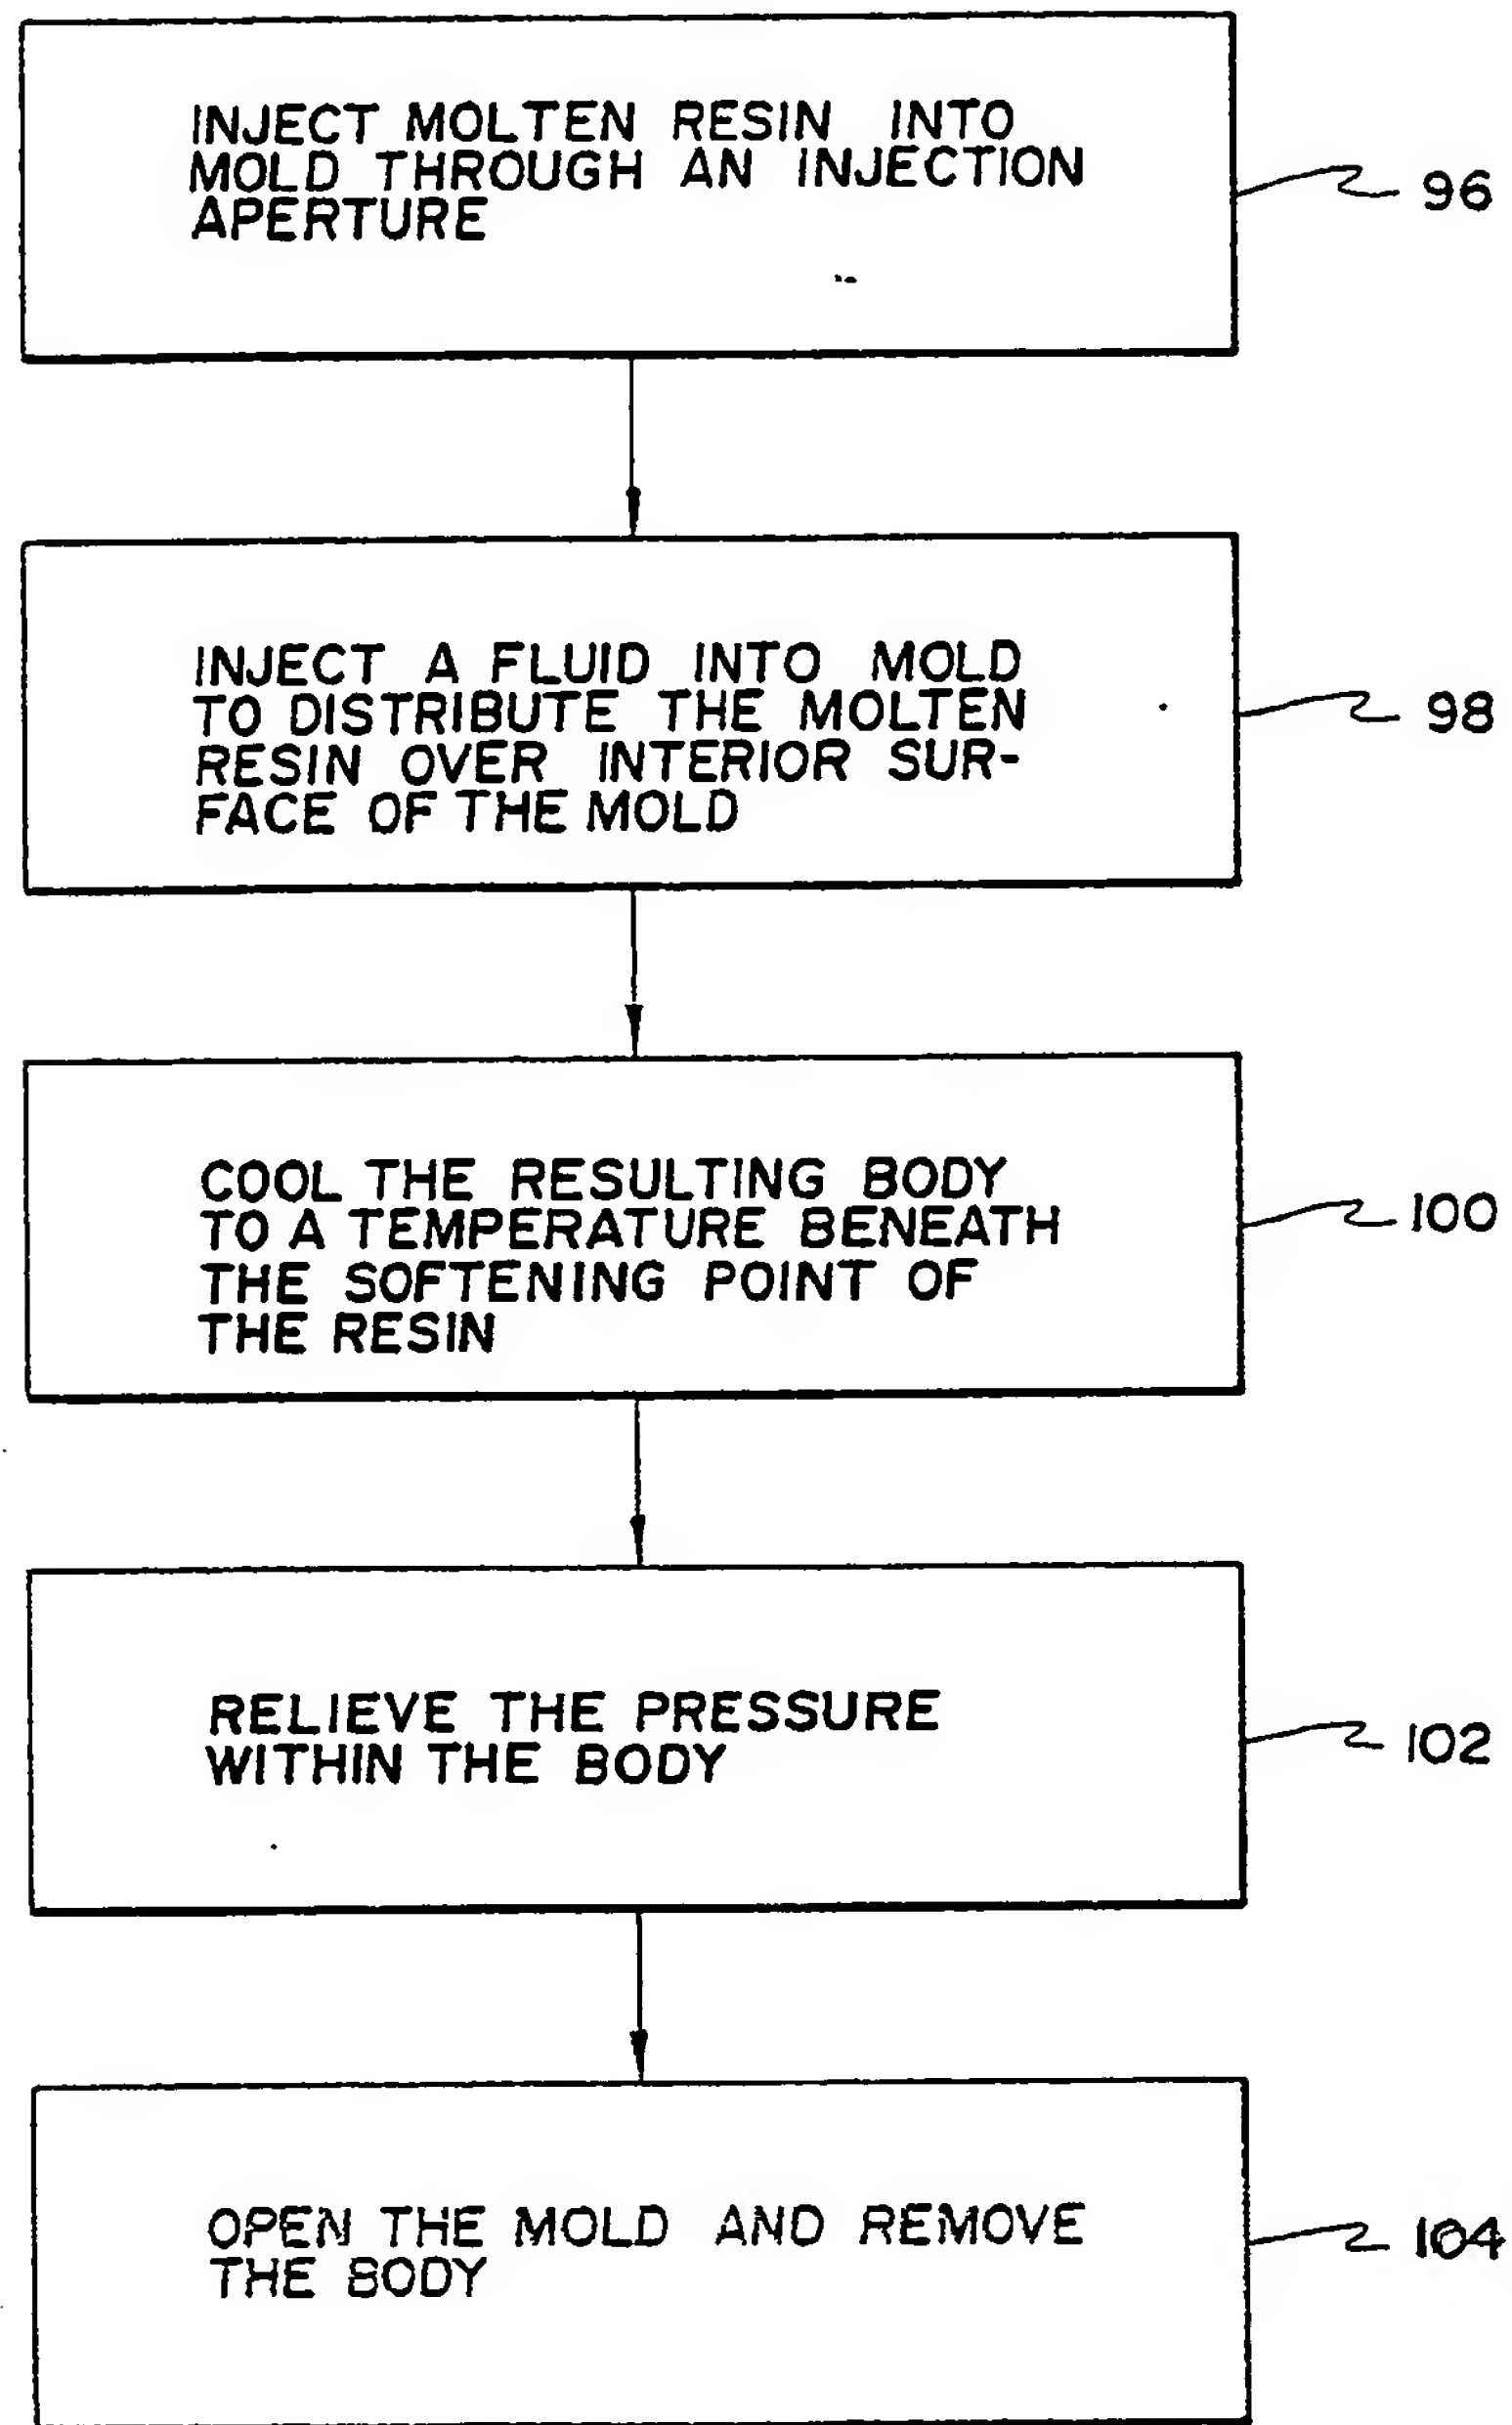 INJECT MOLTEN RESIN INTO
MOLD THROUGH AN INJECTION
APERTURE
96
INJECT A FLUID INTO MOLD
TO DISTRIBUTE THE MOLTEN
RESIN OVER INTERIOR SUR-
FACE OF THE MOLD
98
COOL THE RESULTING BODY
TO A TEMPERATURE BENEATH
THE SOFTENING POINT OF
THE RESIN
100
RELIEVE THE PRESSURE
WITHIN THE BODY
102
OPEN THE MOLD AND REMOVE
THE BODY
104